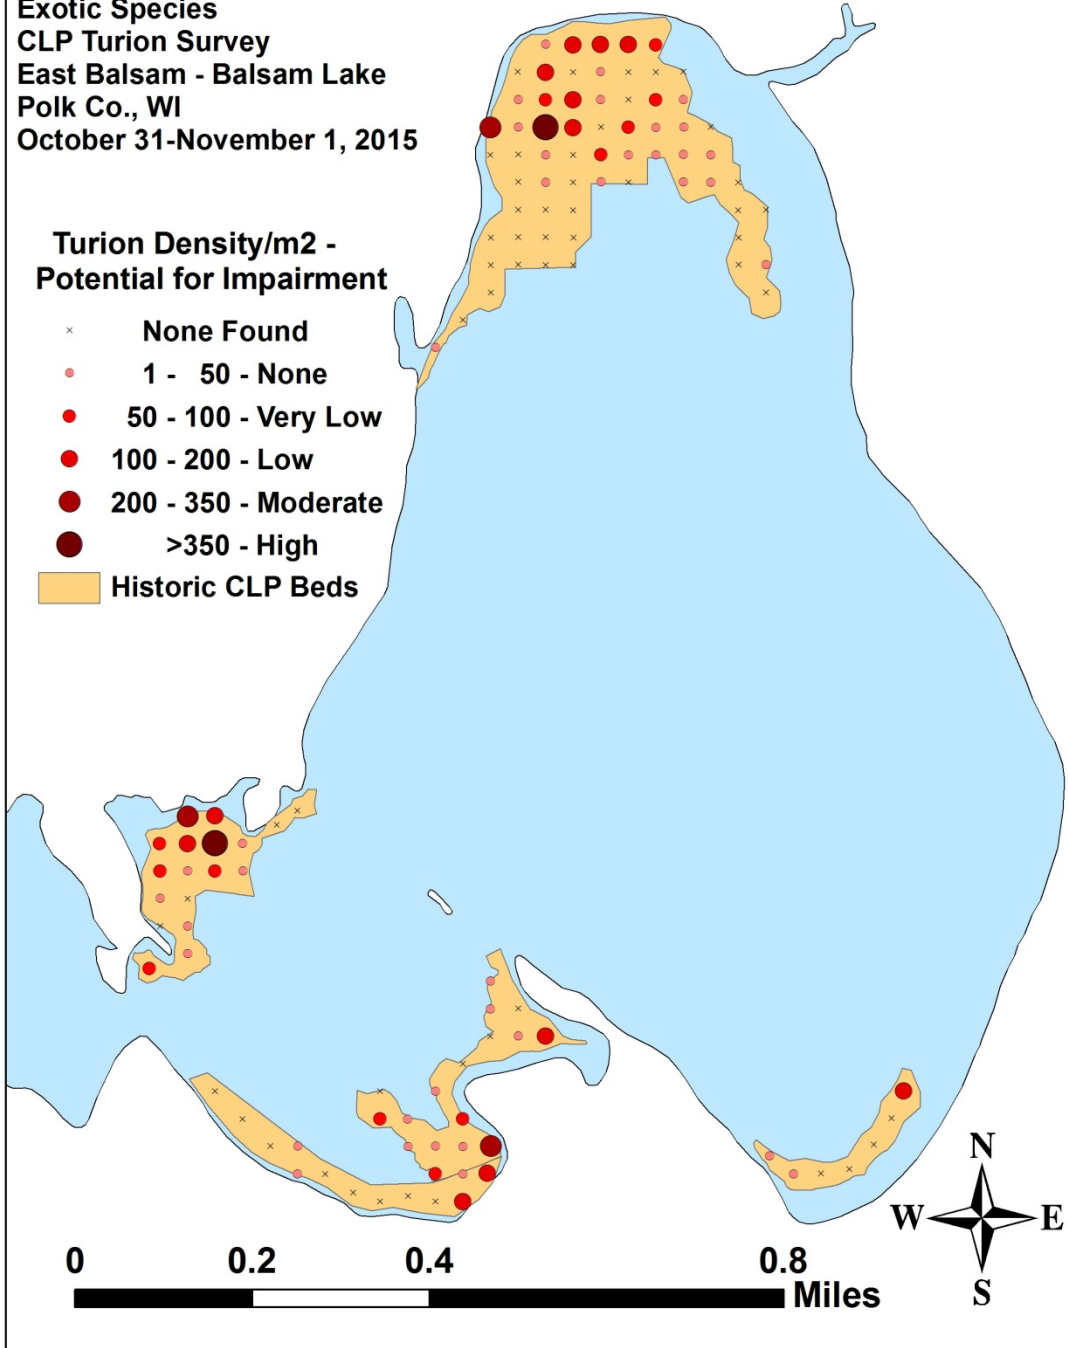 Exotic Species
CLP Turion Survey
East Balsam - Balsam Lake
Polk Co., WI
October 31-November 1, 2015
Turion Density/m2 -
Potential for Impairment
None Found
1 - 50 - None
50 - 100 - Very Low
100 - 200 - Low
200 - 350 - Moderate
>350 - High
Historic CLP Beds
N
W E
S
0 0.2 0.4 0.8
Miles